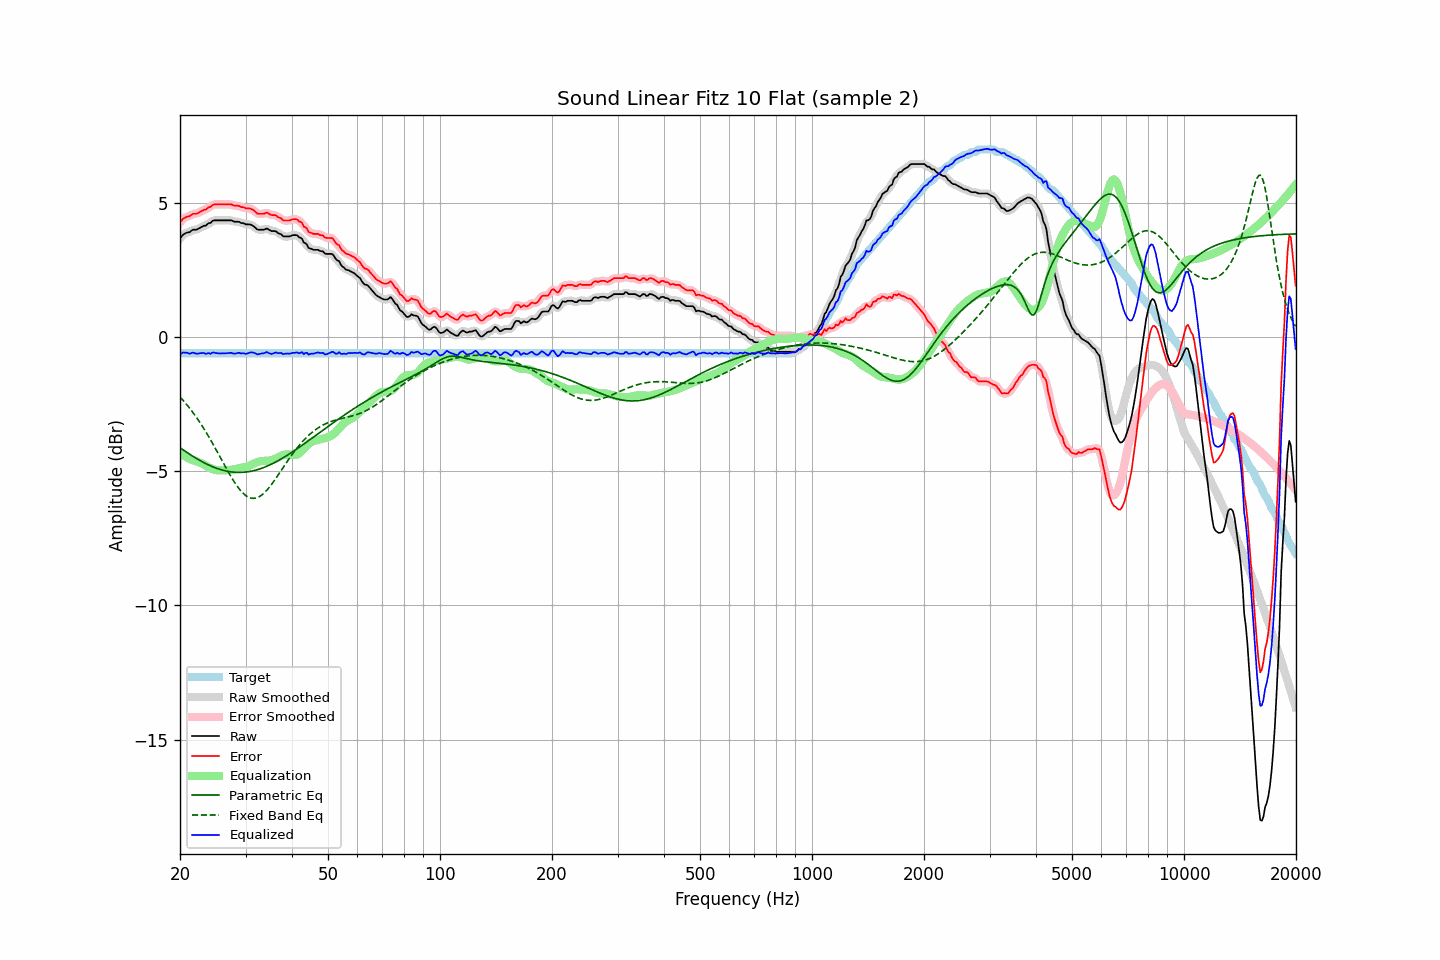 Sound Linear Fitz 10 Flat (sample 2)
Amplitude (dBr)
5
0
−5
−10
−15
Target
Raw Smoothed
Error Smoothed
Raw
Error
Equalization
Parametric Eq
Fixed Band Eq
Equalized
20 50 100 200 500 1000 2000 5000 10000 20000
Frequency (Hz)